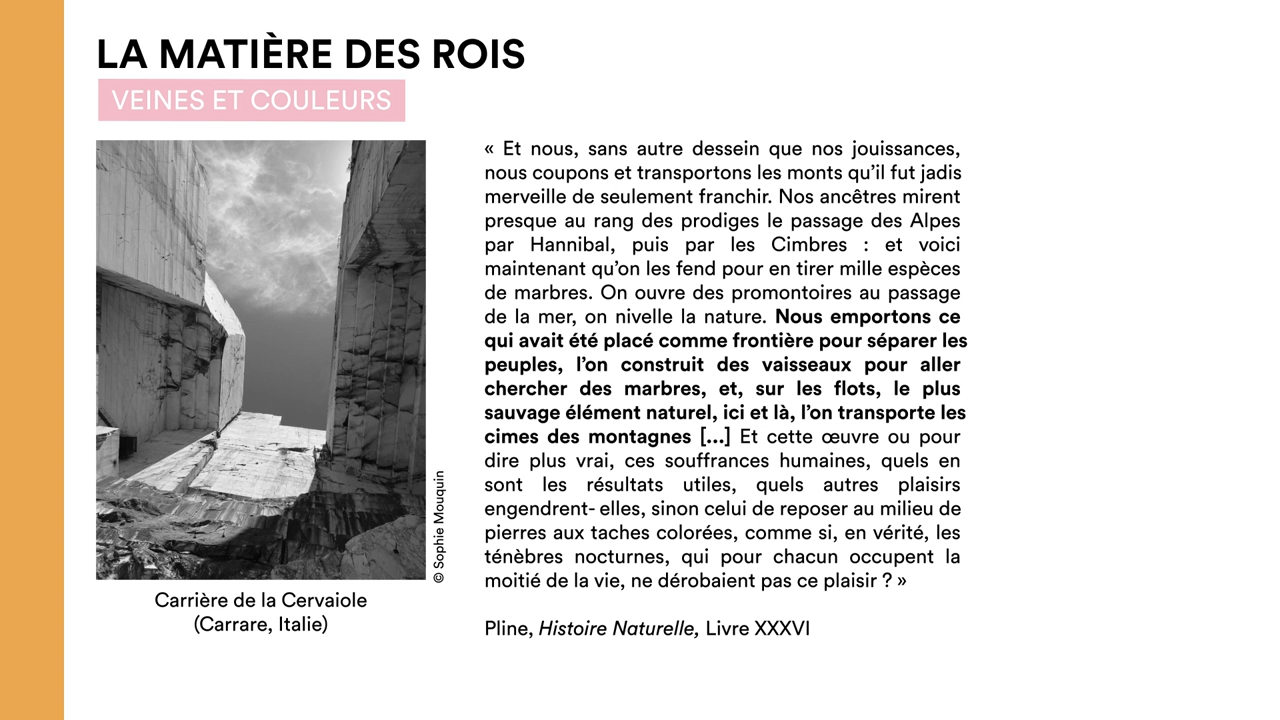 LA MATIÈRE DES ROIS
VEINES ET COULEURS
« Et nous, sans autre dessein que nos jouissances,
nous coupons et transportons les monts qu’il fut jadis
merveille de seulement franchir. Nos ancêtres mirent
presque au rang des prodiges le passage des Alpes
par Hannibal, puis par les Cimbres : et voici
maintenant qu’on les fend pour en tirer mille espèces
de marbres. On ouvre des promontoires au passage
de la mer, on nivelle la nature. Nous emportons ce
qui avait été placé comme frontière pour séparer les
peuples, l’on construit des vaisseaux pour aller
chercher des marbres, et, sur les flots, le plus
sauvage élément naturel, ici et là, l’on transporte les
cimes des montagnes [...] Et cette œuvre ou pour
dire plus vrai, ces souffrances humaines, quels en
sont les résultats utiles, quels autres plaisirs
engendrent- elles, sinon celui de reposer au milieu de
pierres aux taches colorées, comme si, en vérité, les
ténèbres nocturnes, qui pour chacun occupent la
moitié de la vie, ne dérobaient pas ce plaisir ? »
Pline, Histoire Naturelle, Livre XXXVI
© Sophie Mouquin
Carrière de la Cervaiole
(Carrare, Italie)